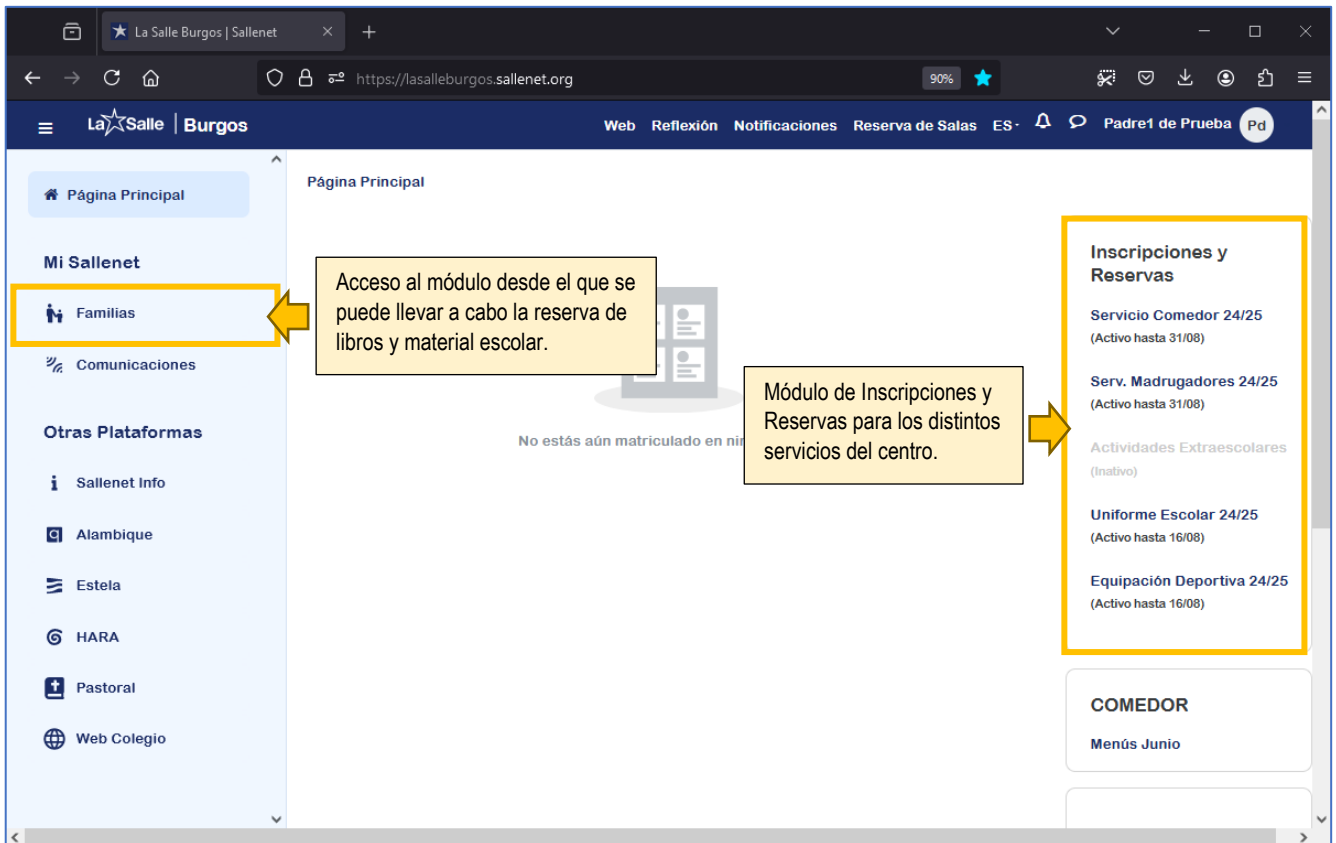 La Salle Burgos | Sallenet
https://lasalleburgos.sallenet.org
90%
La Salle | Burgos
Web Reflexión Notificaciones Reserva de Salas ES Padre1 de Prueba Pd
Página Principal
Página Principal
Mi Sallenet
Familias
Comunicaciones
Otras Plataformas
Sallenet Info
Alambique
Estela
HARA
Pastoral
Web Colegio
Acceso al módulo desde el que se
puede llevar a cabo la reserva de
libros y material escolar.
No estás aún matriculado en
Módulo de Inscripciones y
Reservas para los distintos
servicios del centro.
Inscripciones y
Reservas
Servicio Comedor 24/25
(Activo hasta 31/08)
Serv. Madrugadores 24/25
(Activo hasta 31/08)
Actividades Extraescolares
(Inativo)
Uniforme Escolar 24/25
(Activo hasta 16/08)
Equipación Deportiva 24/25
(Activo hasta 16/08)
COMEDOR
Menús Junio